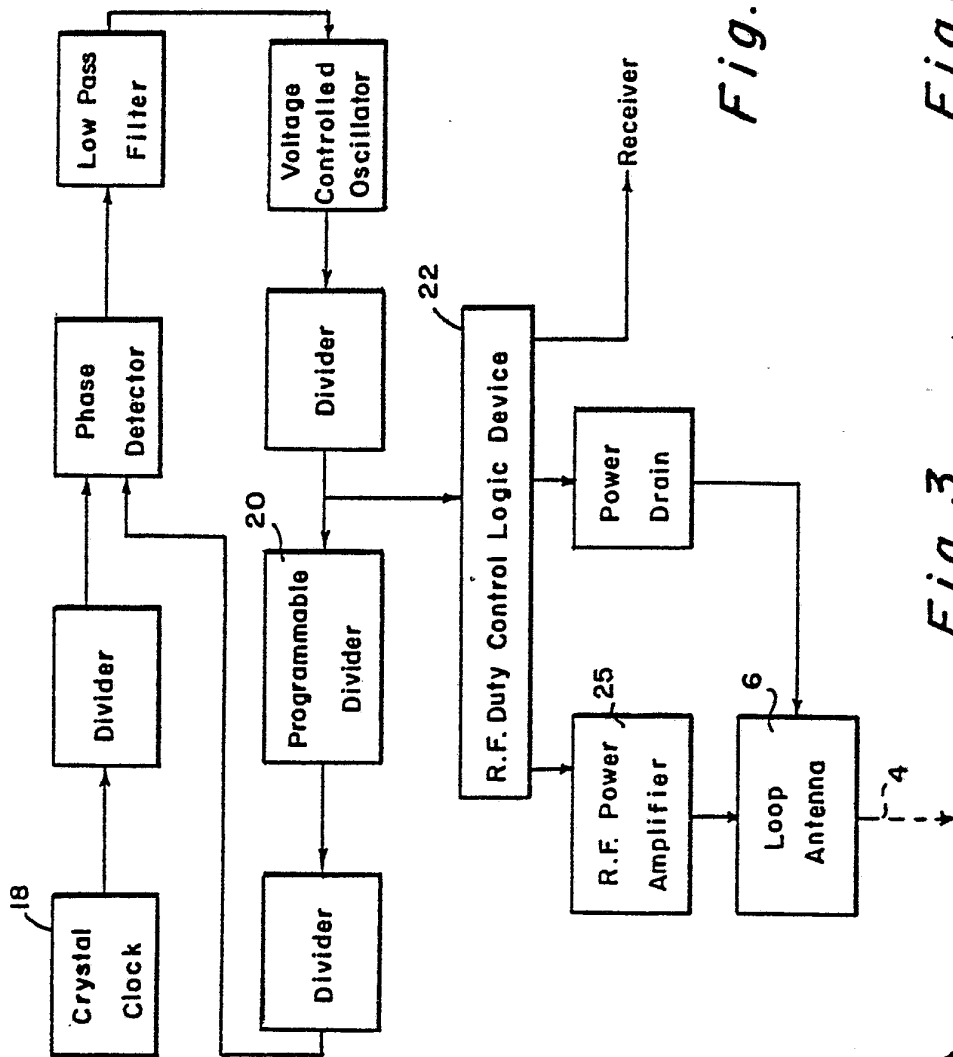 18
Crystal
Clock
Divider
Phase
Detector
Low Pass
Filter
Divider
20
Programmable
Divider
Divider
Voltage
Controlled
Oscillator
22
R.F. Duty Control Logic Device
R.F. Power
Amplifier
25
Power
Drain
Receiver
Loop
Antenna
6
4
Fig.
Fig.3
Fig